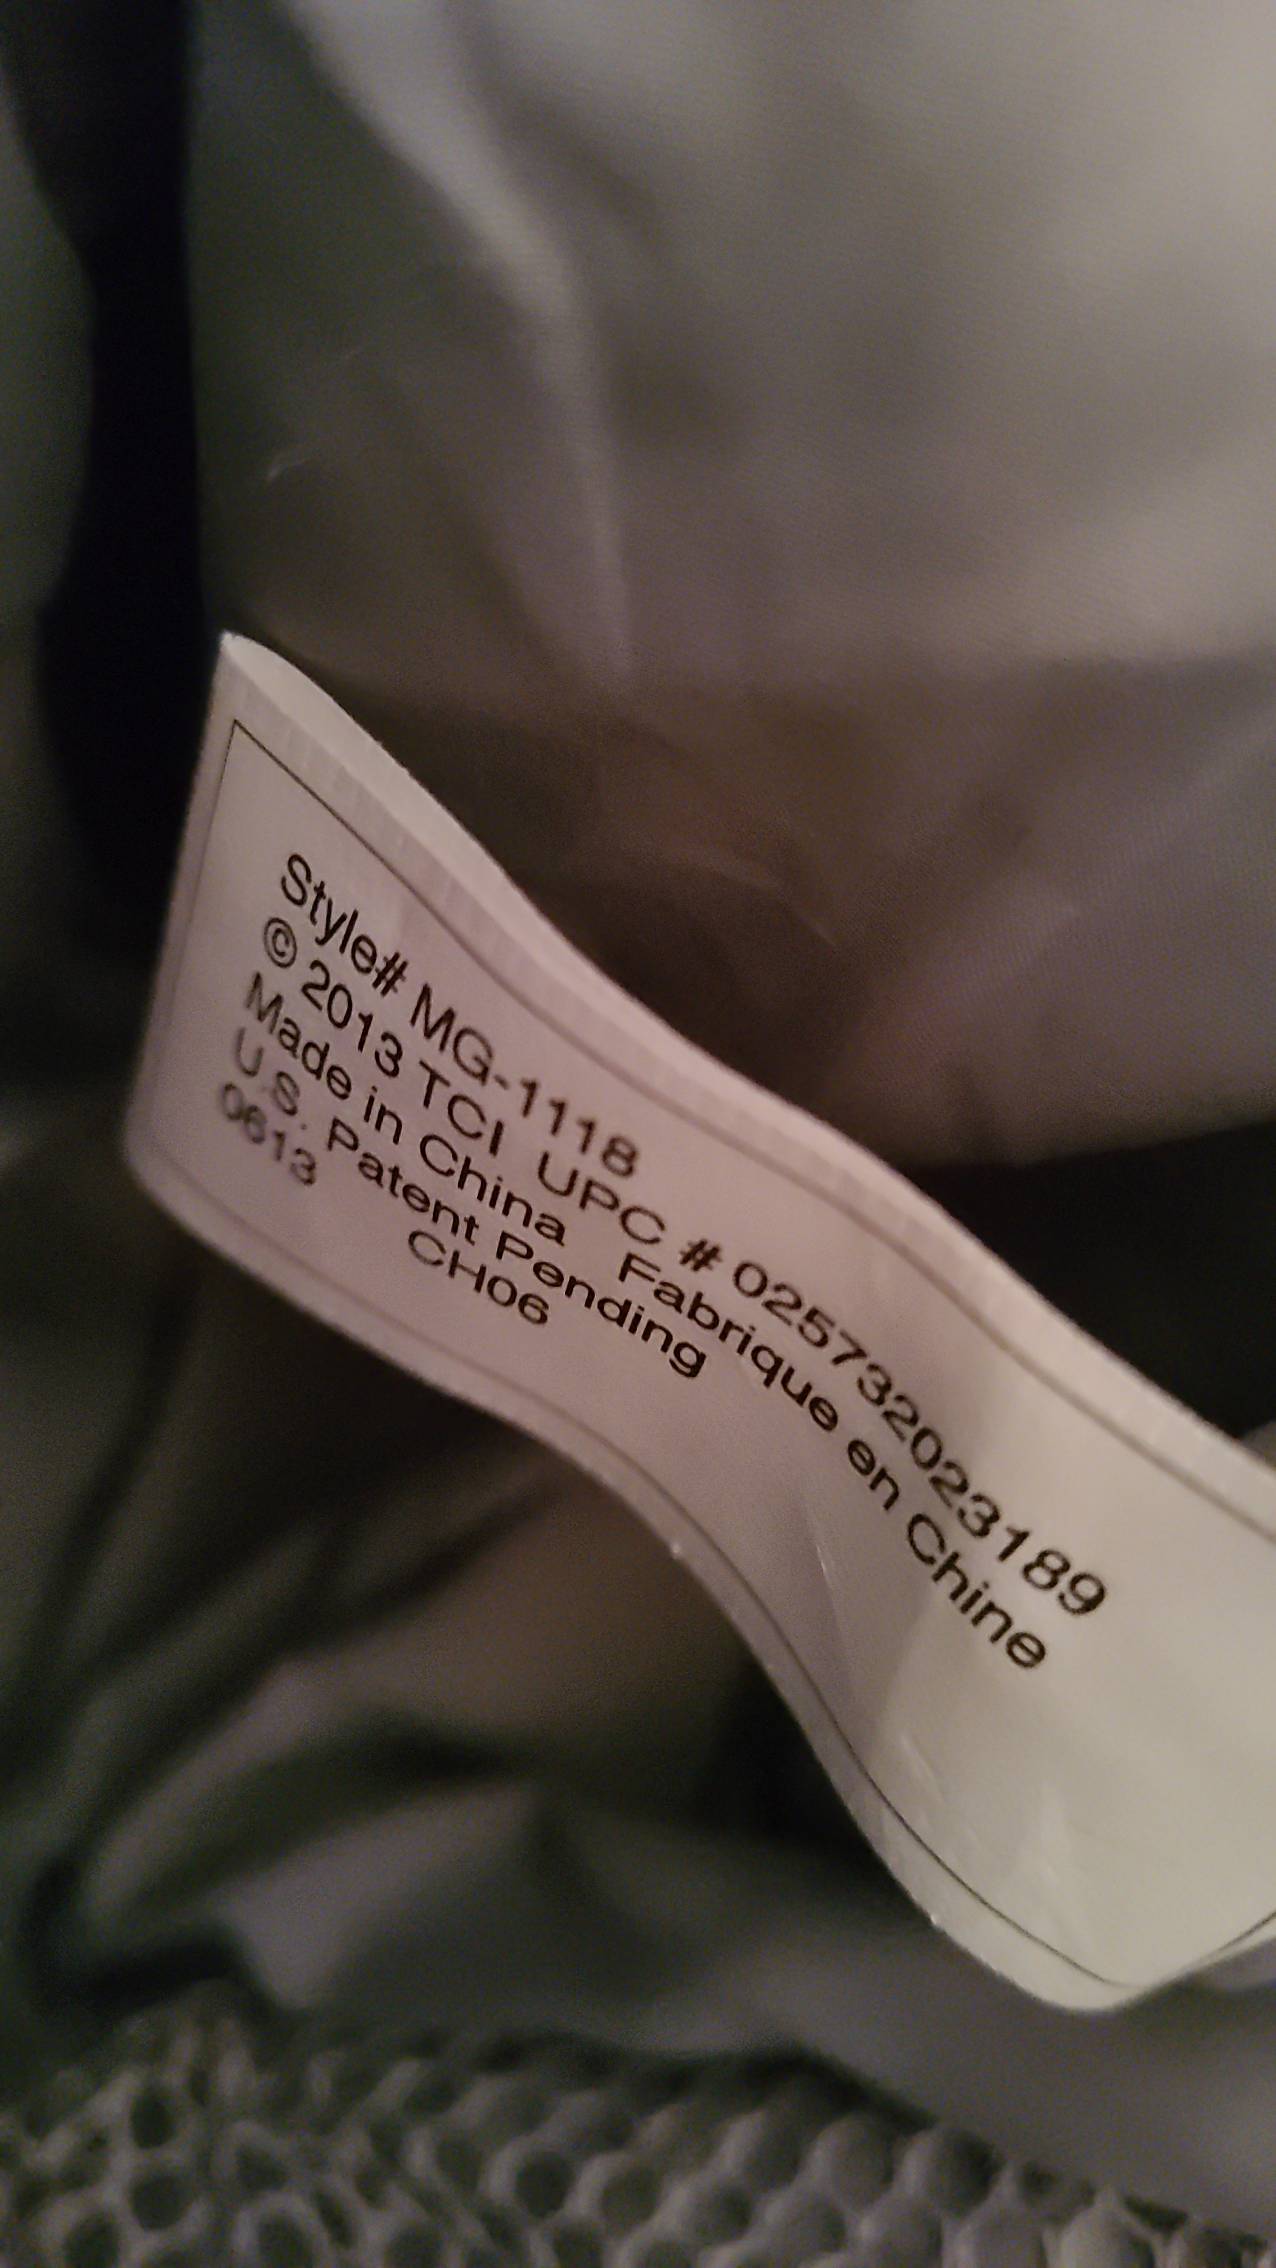 Style# MG-1118
© 2013 TCI UPC # 025732023189
Made in China Fabrique en Chine
U.S. Patent Pending
0613 CH06